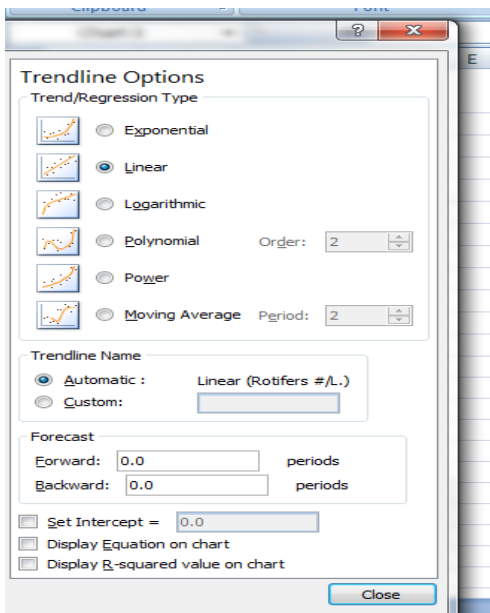 Clipboard Font
?
E
Trendline Options
Trend/Regression Type
Exponential
Linear
Logarithmic
Polynomial Order: 2
Power
Moving Average Period: 2
Trendline Name
Automatic : Linear (Rotifers #/L.)
Custom:
Forecast
Forward: 0.0 periods
Backward: 0.0 periods
Set Intercept = 0.0
Display Equation on chart
Display R-squared value on chart
Close